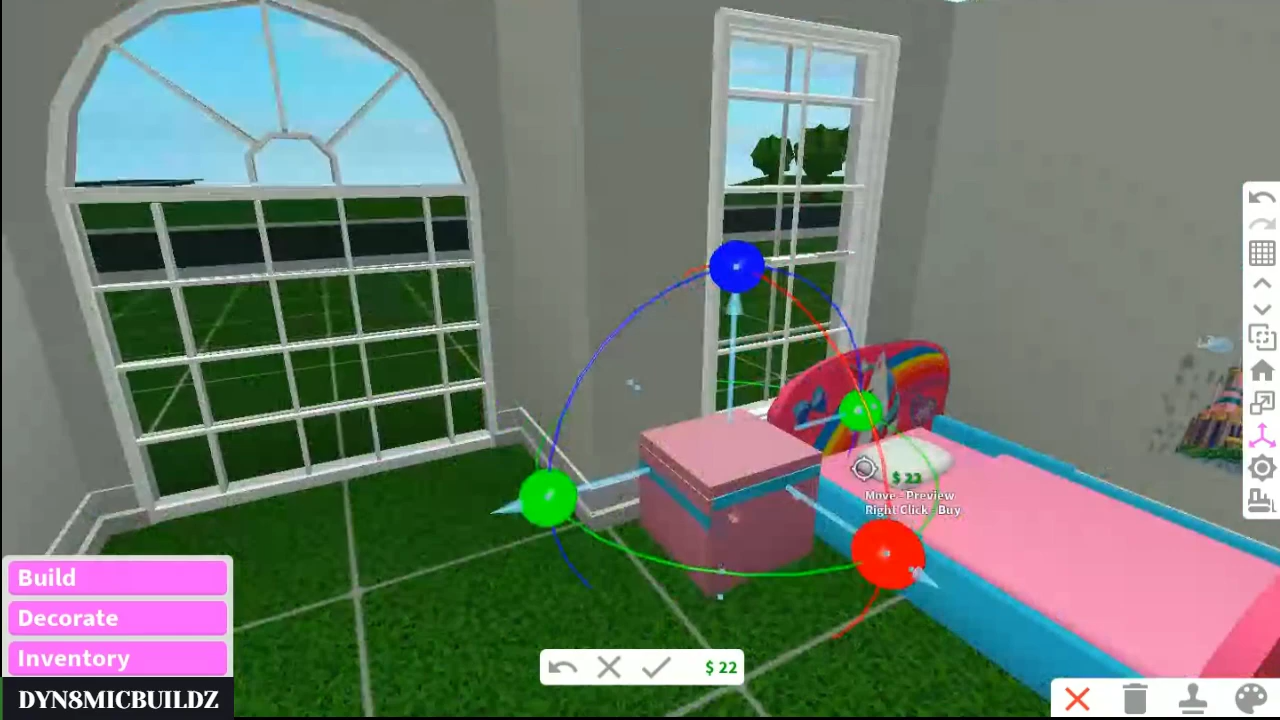 $ 22
Move - Preview
Right Click - Buy
Build
Decorate
Inventory
$ 22
DYN8MICBUILDZ